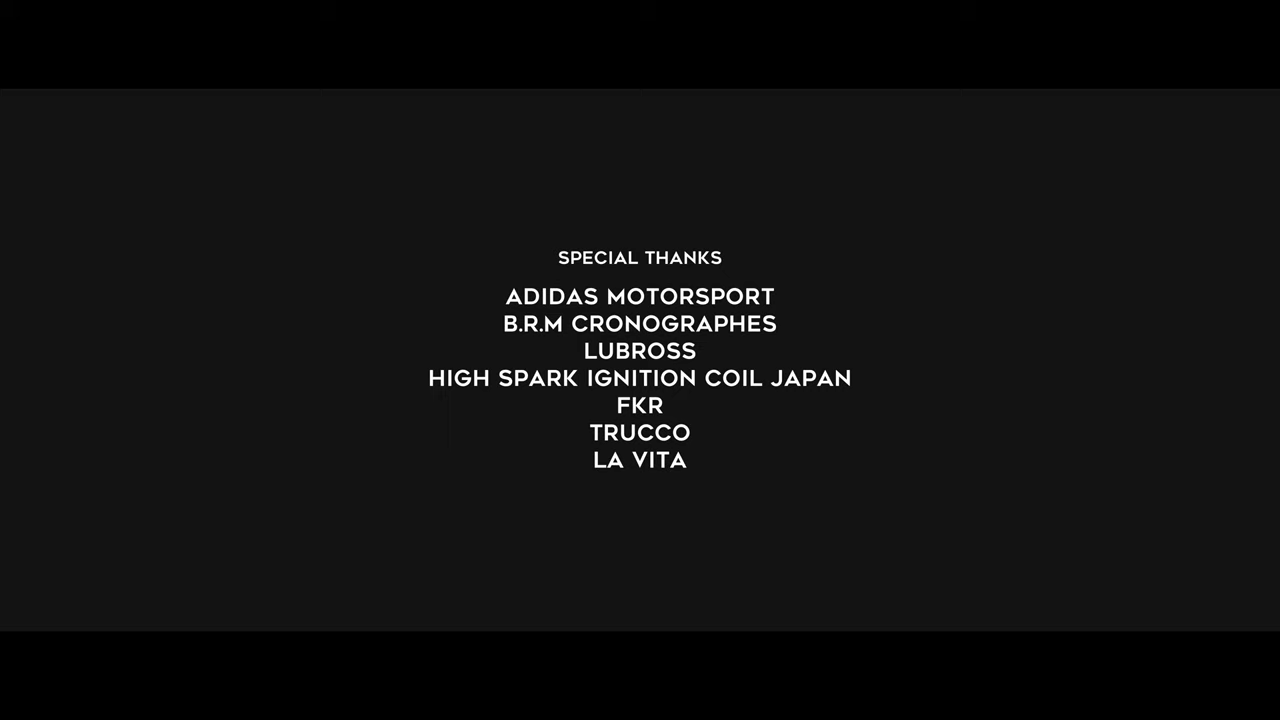 SPECIAL THANKS
ADIDAS MOTORSPORT
B.R.M CRONOGRAPHES
LUBROSS
HIGH SPARK IGNITION COIL JAPAN
FKR
TRUCCO
LA VITA